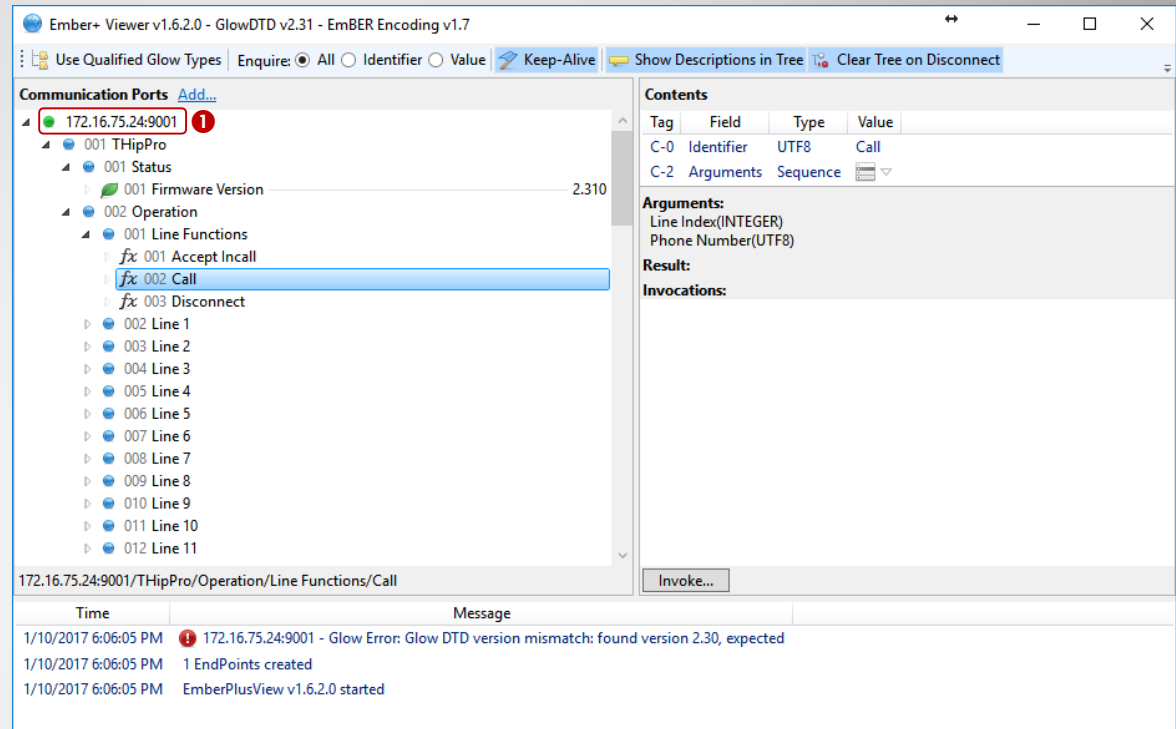 Ember+ Viewer v1.6.2.0 - GlowDTD v2.31 - EmBER Encoding v1.7
Use Qualified Glow Types Enquire: All Identifier Value Keep-Alive Show Descriptions in Tree Clear Tree on Disconnect
Communication Ports Add...
172.16.75.24:9001 1
001 THipPro
001 Status
001 Firmware Version 2.310
002 Operation
001 Line Functions
fx 001 Accept Incall
fx 002 Call
fx 003 Disconnect
002 Line 1
003 Line 2
004 Line 3
005 Line 4
006 Line 5
007 Line 6
008 Line 7
009 Line 8
010 Line 9
011 Line 10
012 Line 11
172.16.75.24:9001/THipPro/Operation/Line Functions/Call
Contents
Tag Field Type Value
C-0 Identifier UTF8 Call
C-2 Arguments Sequence
Arguments:
Line Index(INTEGER)
Phone Number(UTF8)
Result:
Invocations:
Invoke...
Time Message
1/10/2017 6:06:05 PM 172.16.75.24:9001 - Glow Error: Glow DTD version mismatch: found version 2.30, expected
1/10/2017 6:06:05 PM 1 EndPoints created
1/10/2017 6:06:05 PM EmberPlusView v1.6.2.0 started